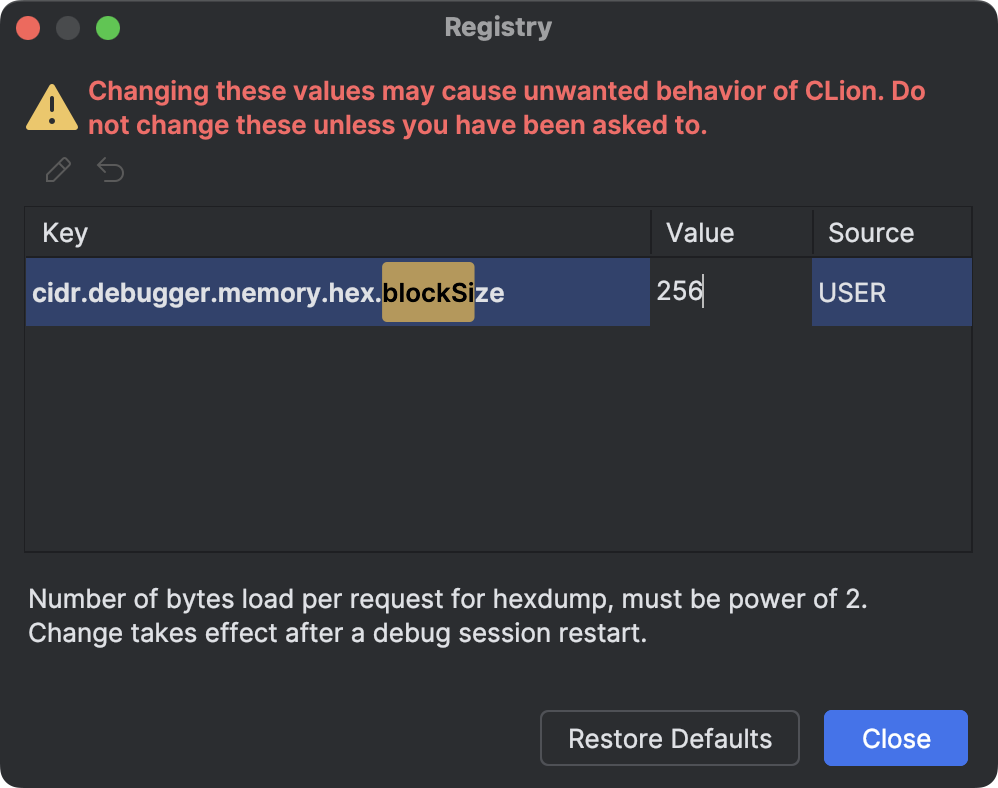 Registry
Changing these values may cause unwanted behavior of CLion. Do
not change these unless you have been asked to.
Key Value Source
cidr.debugger.memory.hex.blockSize 256 USER
Number of bytes load per request for hexdump, must be power of 2.
Change takes effect after a debug session restart.
Restore Defaults Close